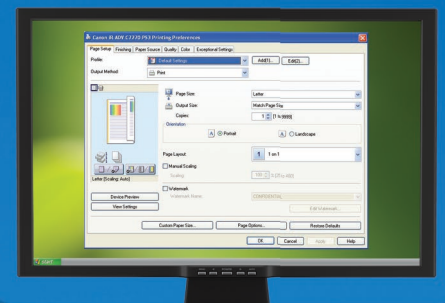 Canon iR ADV C2220 PS3 Printing Preferences
Page Setup Finishing Paper Source Quality Color Exceptional Settings
Profile: Default Settings Add(1)... Edit(2)...
Output Method: Print
Page Size: Letter
Output Size: Match Page Size
Copies: 1 [1 to 9999]
Orientation
A Portrait A Landscape
Page Layout: 1 1 on 1
Manual Scaling
Scaling:
Letter [Scaling: Auto]
Watermark
Watermark Name: CONFIDENTIAL
Device Preview
Edit Watermark...
View Settings
Custom Paper Size... Page Options... Restore Defaults
OK Cancel Apply Help
start